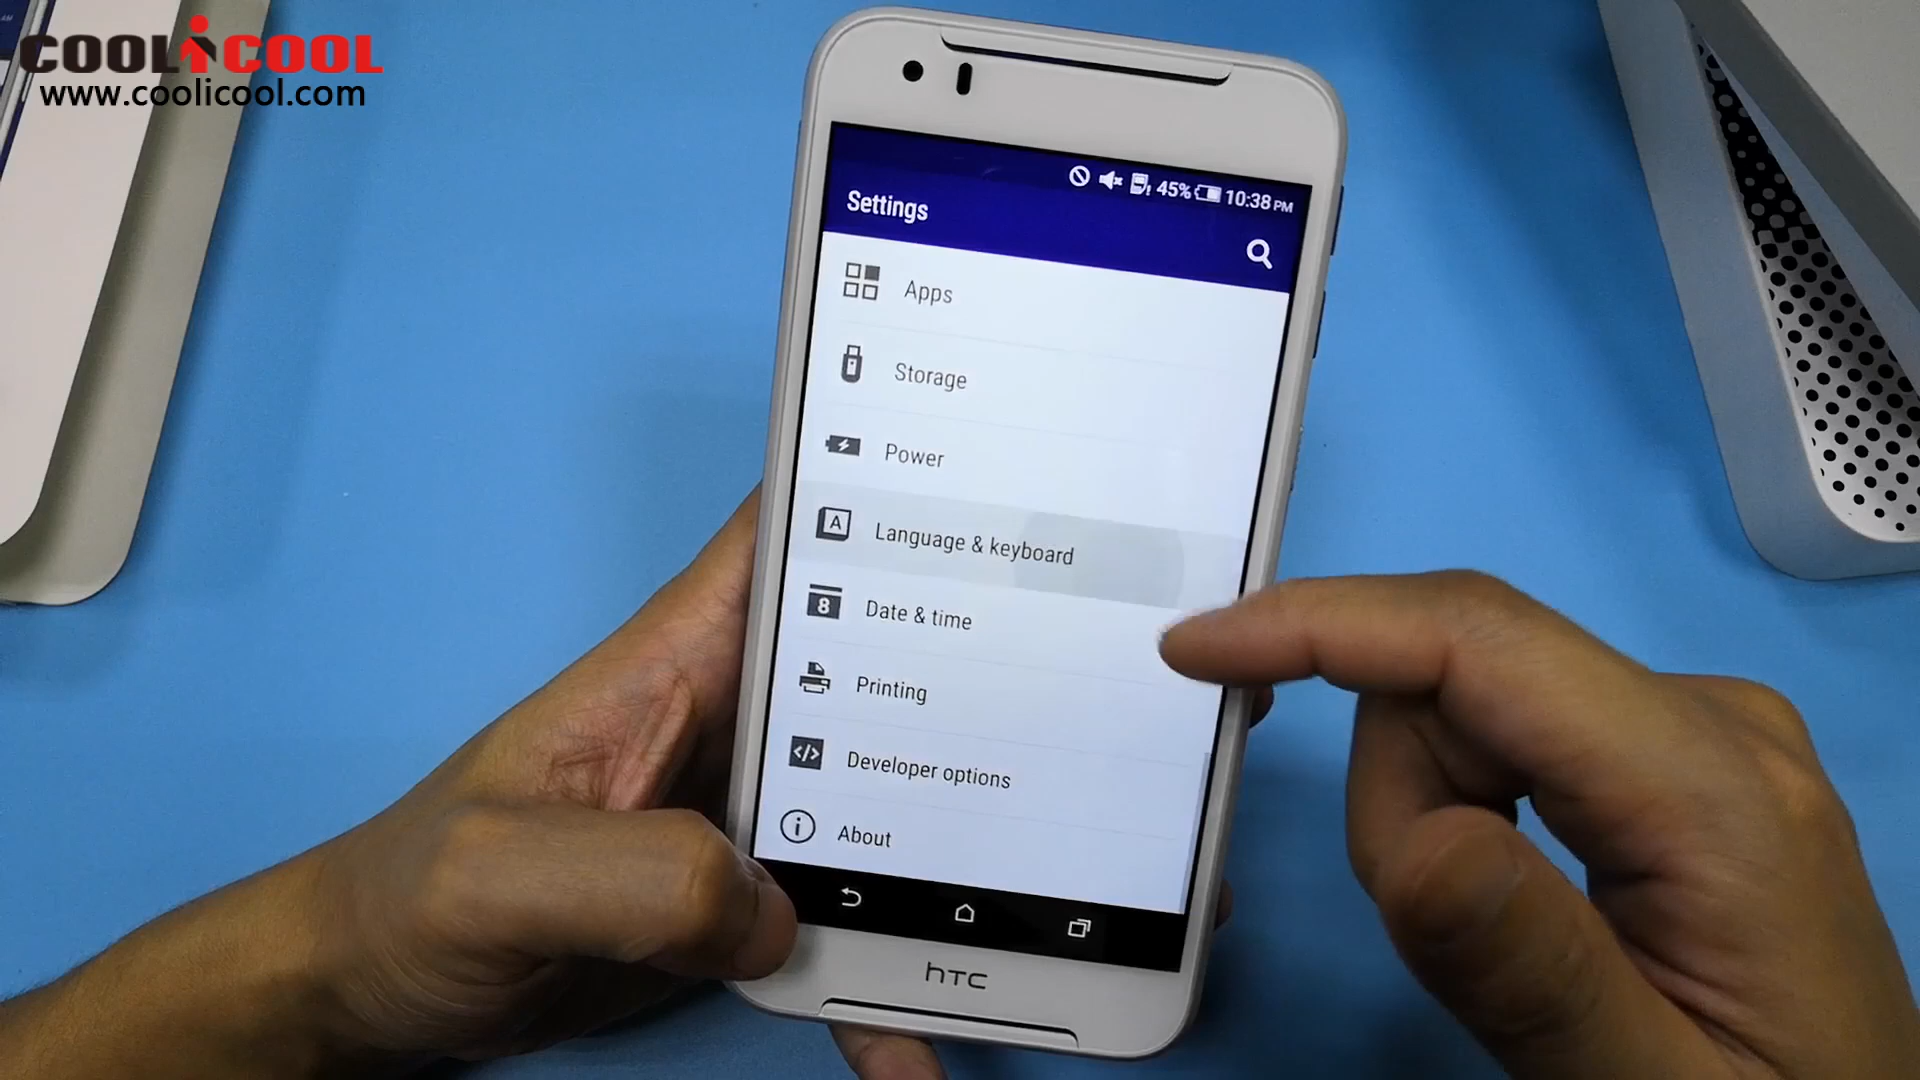 COOLiCOOL
www.coolicool.com
45% 10:38 PM
Settings
Apps
Storage
Power
A Language & keyboard
8 Date & time
Printing
</> Developer options
i About
hTC